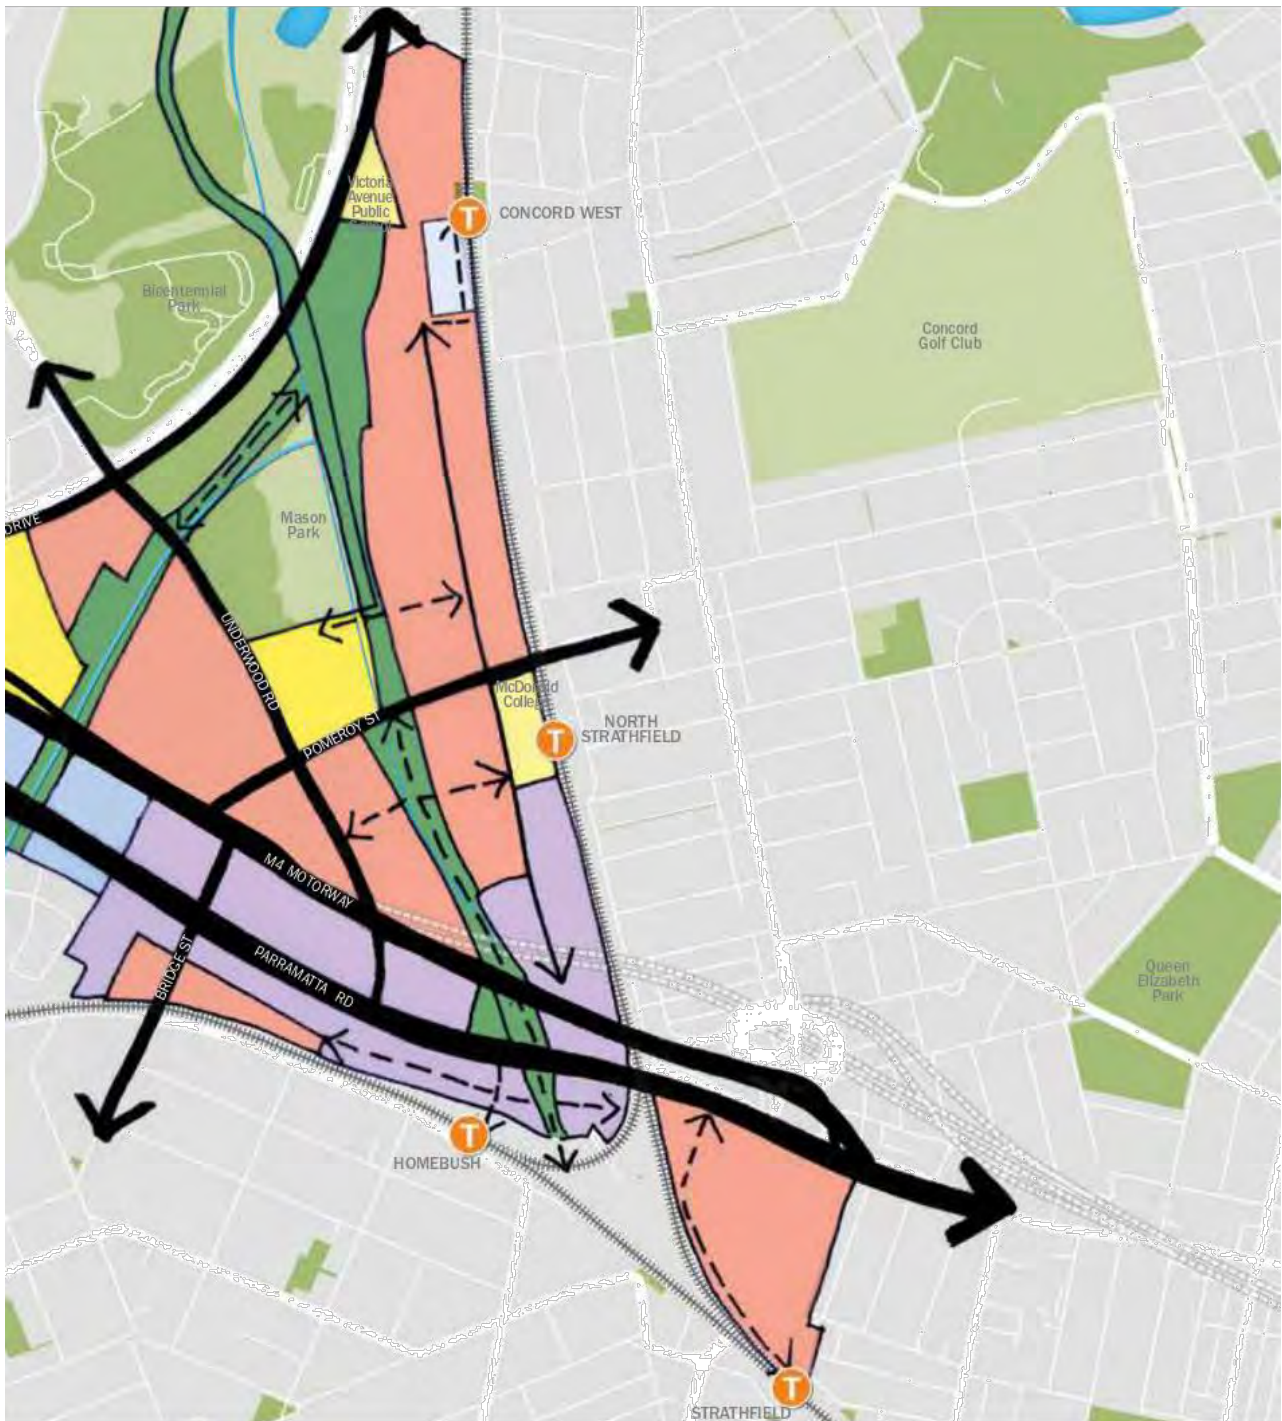 Victoria
Avenue
Public
School
T
CONCORD WEST
Bicentennial
Park
Concord
Golf Club
DRIVE
Mason
Park
UNDERWOOD RD
McDonald
College
POMEROY ST
T
NORTH
STRATHFIELD
M4 MOTORWAY
PARRAMATTA RD
BRIDGE ST
Queen
Elizabeth
Park
T
HOMEBUSH
T
STRATHFIELD